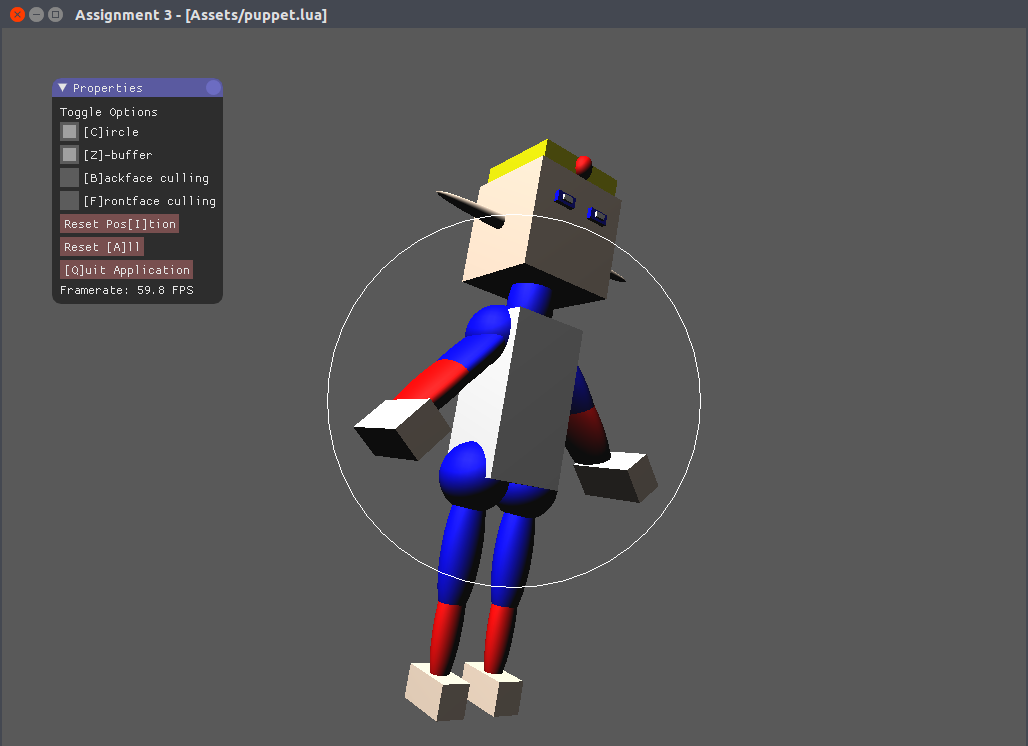 Assignment 3 - [Assets/puppet.lua]
Properties
Toggle Options
[C]ircle
[Z]-buffer
[B]ackface culling
[F]rontface culling
Reset Pos[I]tion
Reset [A]ll
[Q]uit Application
Framerate: 59.8 FPS